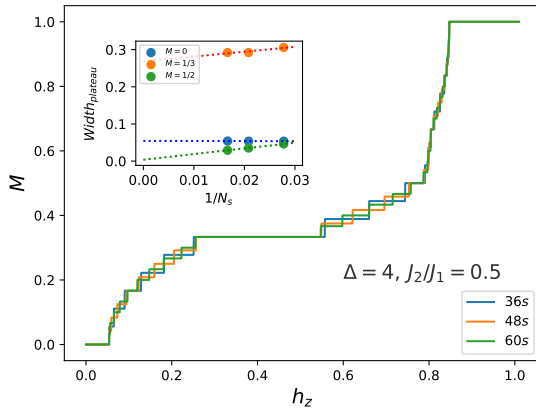 M
1.0
0.8
0.6
0.4
0.2
0.0
0.0
0.2
0.4
0.6
0.8
1.0
h_z
Width_{plateau}
0.3
0.2
0.1
0.0
0.00
0.01
0.02
0.03
1/N_s
M = 0
M = 1/3
M = 1/2
Δ = 4, J_2/J_1 = 0.5
36s
48s
60s